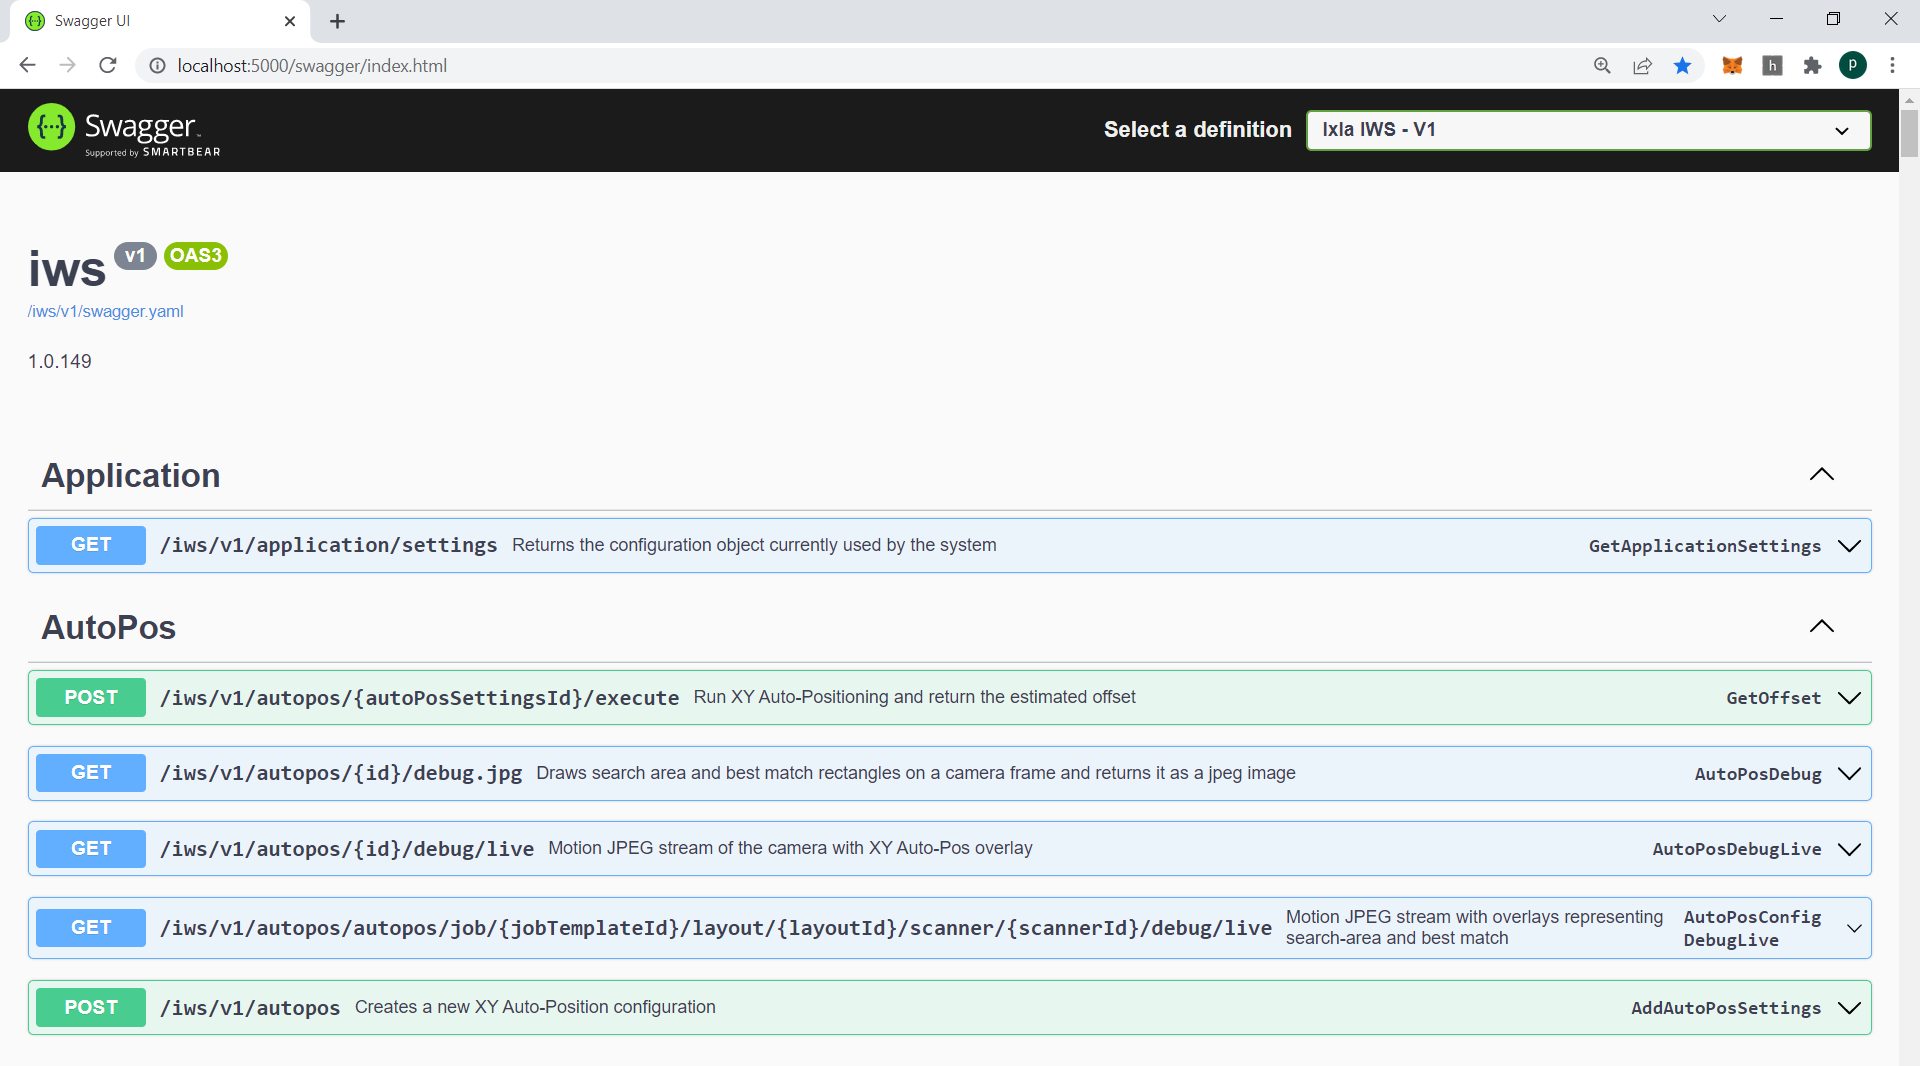 Swagger UI
localhost:5000/swagger/index.html
h
P
{···}
Swagger™
Supported by SMARTBEAR
Select a definition
Ixla IWS - V1
iws v1 OAS3
/iws/v1/swagger.yaml
1.0.149
Application
GET /iws/v1/application/settings Returns the configuration object currently used by the system GetApplicationSettings
AutoPos
POST /iws/v1/autopos/{autoPosSettingsId}/execute Run XY Auto-Positioning and return the estimated offset GetOffset
GET /iws/v1/autopos/{id}/debug.jpg Draws search area and best match rectangles on a camera frame and returns it as a jpeg image AutoPosDebug
GET /iws/v1/autopos/{id}/debug/live Motion JPEG stream of the camera with XY Auto-Pos overlay AutoPosDebugLive
GET /iws/v1/autopos/autopos/job/{jobTemplateId}/layout/{layoutId}/scanner/{scannerId}/debug/live
Motion JPEG stream with overlays representing
search-area and best match
AutoPosConfig
DebugLive
POST /iws/v1/autopos Creates a new XY Auto-Position configuration AddAutoPosSettings